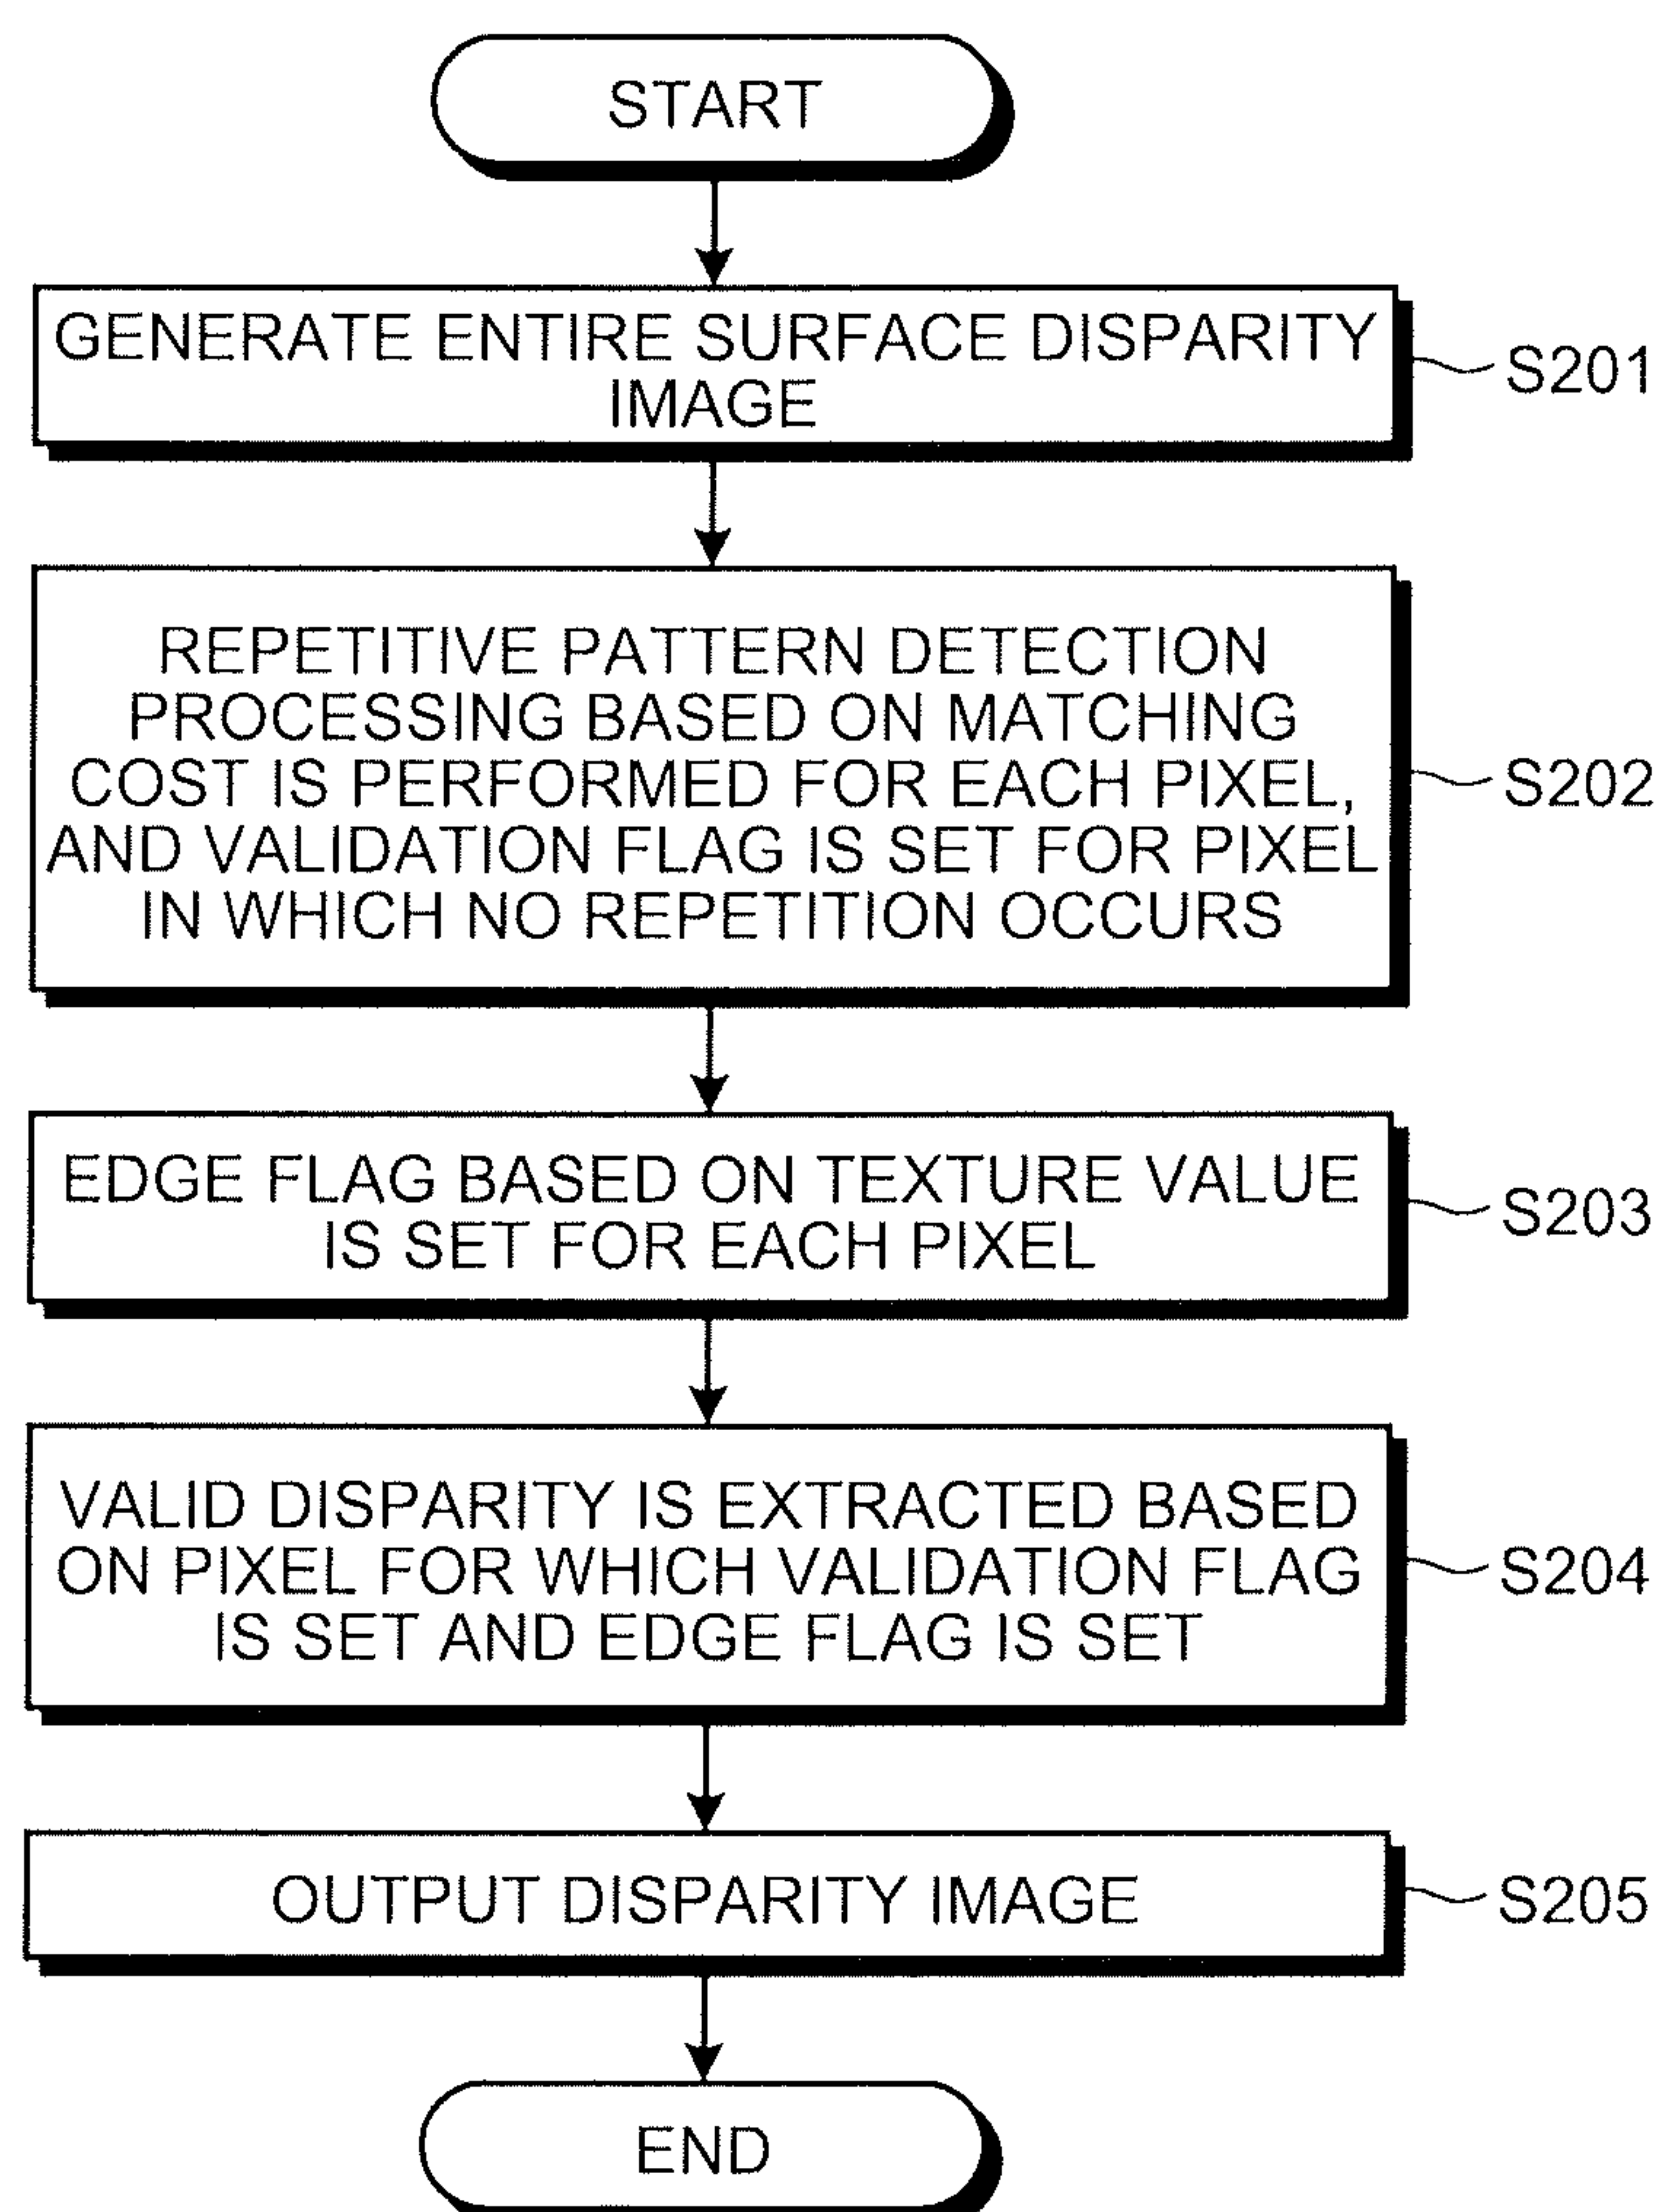 START
GENERATE ENTIRE SURFACE DISPARITY
IMAGE
S201
REPETITIVE PATTERN DETECTION
PROCESSING BASED ON MATCHING
COST IS PERFORMED FOR EACH PIXEL,
AND VALIDATION FLAG IS SET FOR PIXEL
IN WHICH NO REPETITION OCCURS
S202
EDGE FLAG BASED ON TEXTURE VALUE
IS SET FOR EACH PIXEL
S203
VALID DISPARITY IS EXTRACTED BASED
ON PIXEL FOR WHICH VALIDATION FLAG
IS SET AND EDGE FLAG IS SET
S204
OUTPUT DISPARITY IMAGE
S205
END